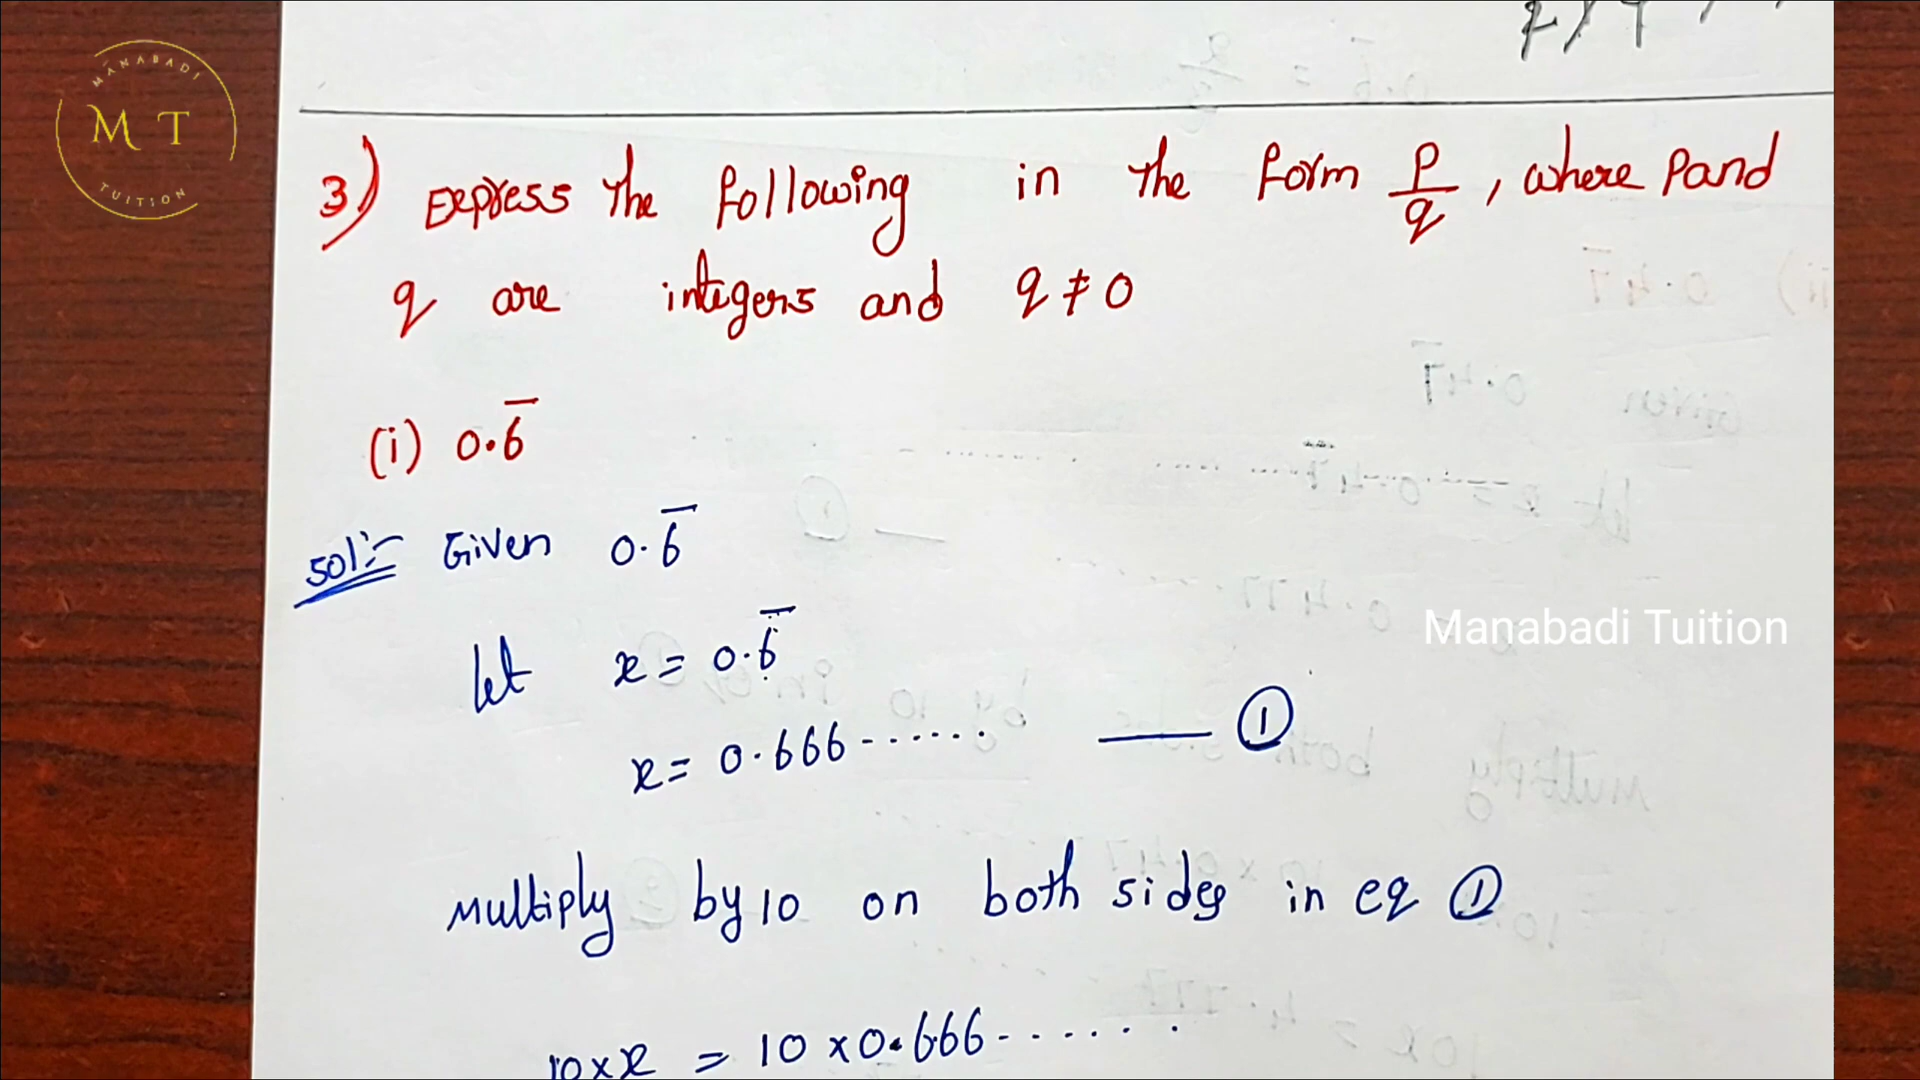 MANABADI
M T
TUITION
3) Express the following in the form p/q, where p and
q are integers and q ≠ 0
(i) 0.6̅
Sol:- Given 0.6̅
Let x = 0.6̅
x = 0.666...... —— ①
Manabadi Tuition
Multiply by 10 on both sides in eq ①
10×x = 10×0.666......